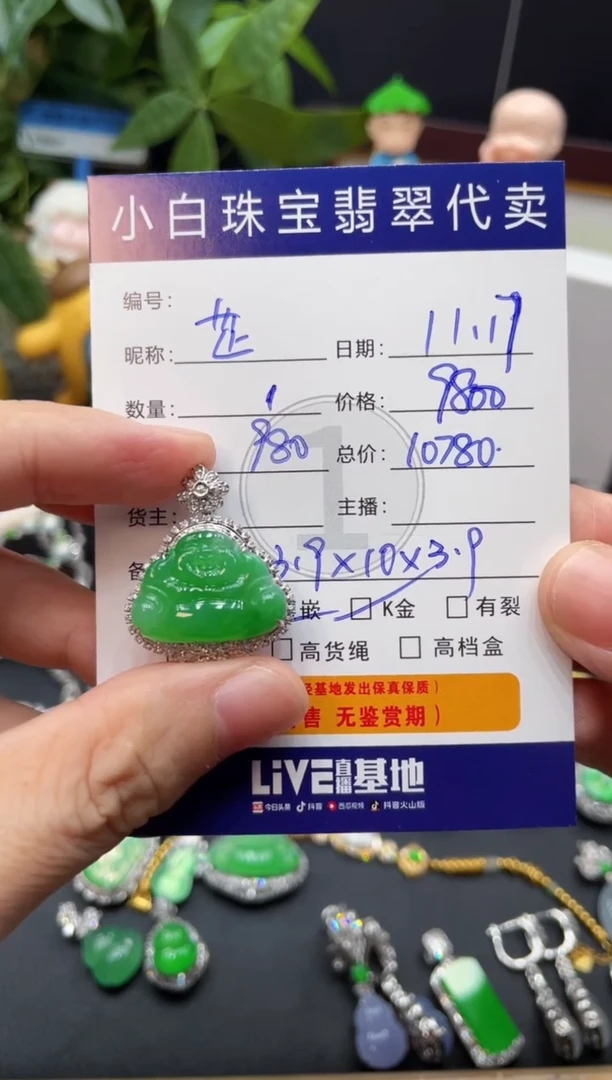 小白珠宝翡翠代卖
编号:
昵称: 日期: 11.17
数量: 1 价格: 9800
980 总价: 10780.
货主: 主播:
3.9×10×3.9
嵌 K金 有裂
高货绳 高档盒
基地发出保真保质)
售 无鉴赏期)
LiVE直播基地
今日头条 抖音 西瓜视频 抖音火山版